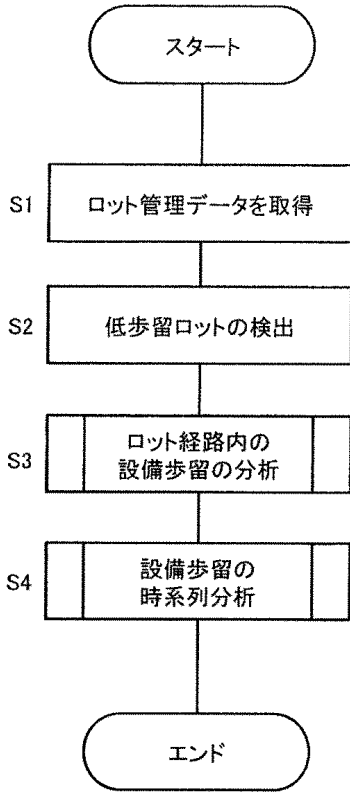 スタート
S1
ロット管理データを取得
S2
低歩留ロットの検出
S3
ロット経路内の
設備歩留の分析
S4
設備歩留の
時系列分析
エンド